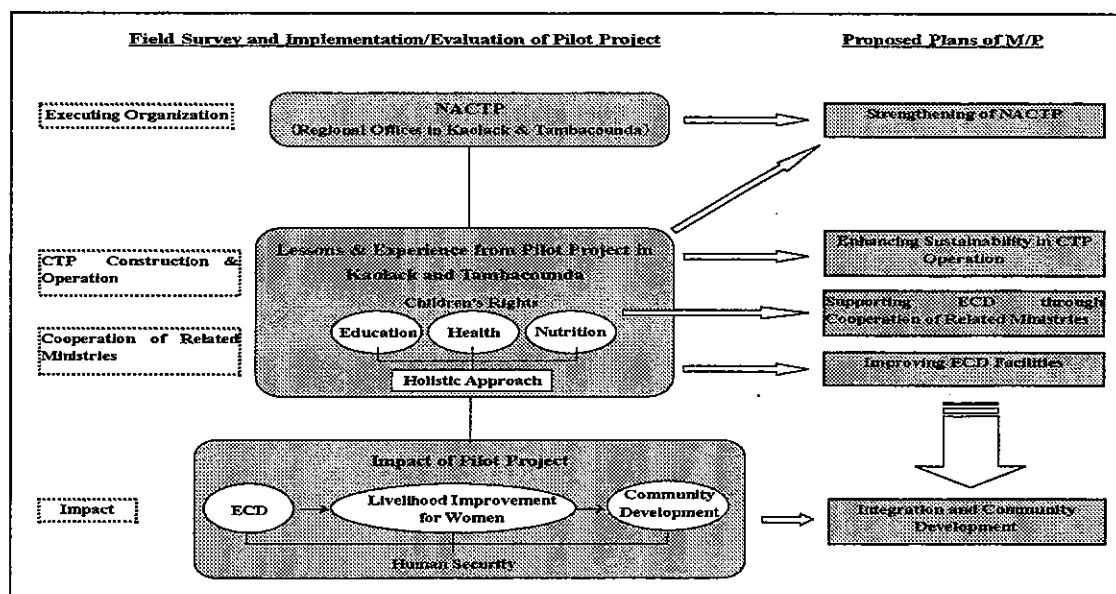 Field Survey and Implementation/Evaluation of Pilot Project
Proposed Plans of M/P
Executing Organization
NACTP
(Regional Offices in Kaolack & Tambacounda)
Strengthening of NACTP
CTP Construction &
Operation
Lessons & Experience from Pilot Project in
Kaolack and Tambacounda
Children's Rights
Education
Health
Nutrition
Holistic Approach
Enhancing Sustainability in CTP
Operation
Supporting ECD through
Cooperation of Related Ministries
Cooperation of Related
Ministries
Improving ECD Facilities
Impact of Pilot Project
Impact
ECD
Livelihood Improvement
for Women
Community
Development
Human Security
Integration and Community
Development